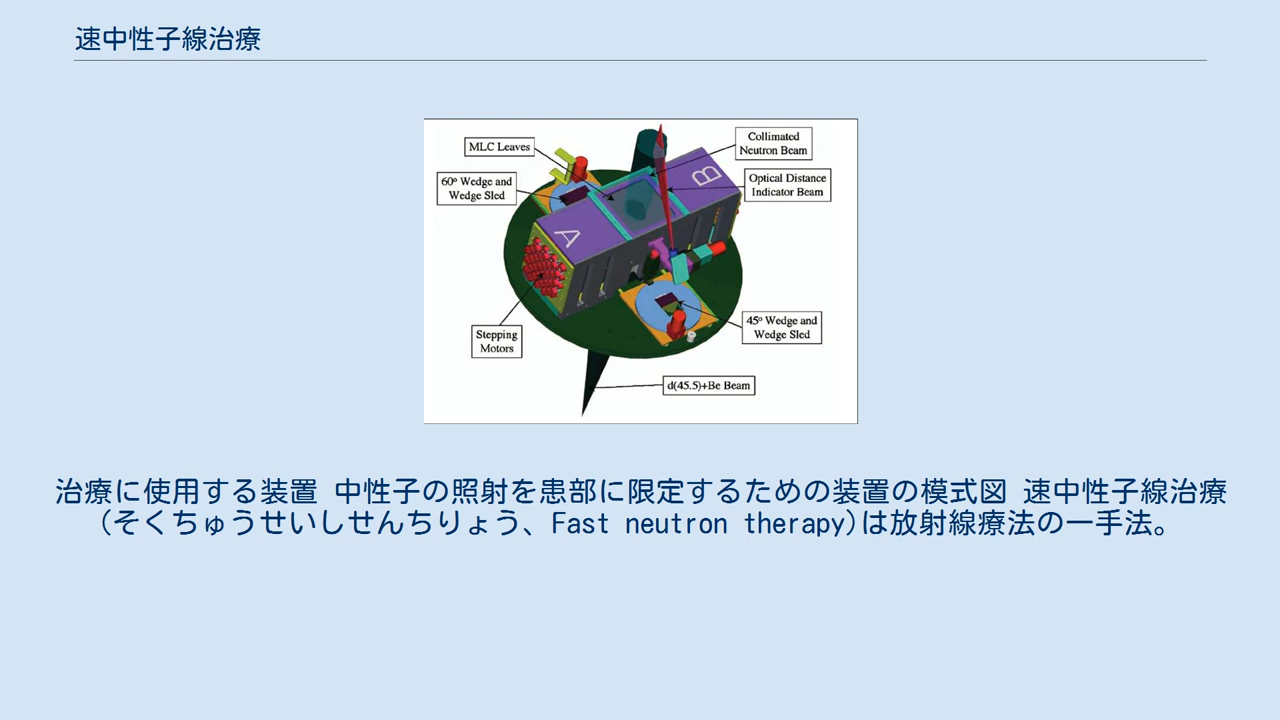 速中性子線治療
MLC Leaves
Collimated
Neutron Beam
60º Wedge and
Wedge Sled
Optical Distance
Indicator Beam
B
A
Stepping
Motors
45º Wedge and
Wedge Sled
d(45.5)+Be Beam
治療に使用する装置 中性子の照射を患部に限定するための装置の模式図 速中性子線治療
(そくちゅうせいしせんちりょう、Fast neutron therapy)は放射線療法の一手法。